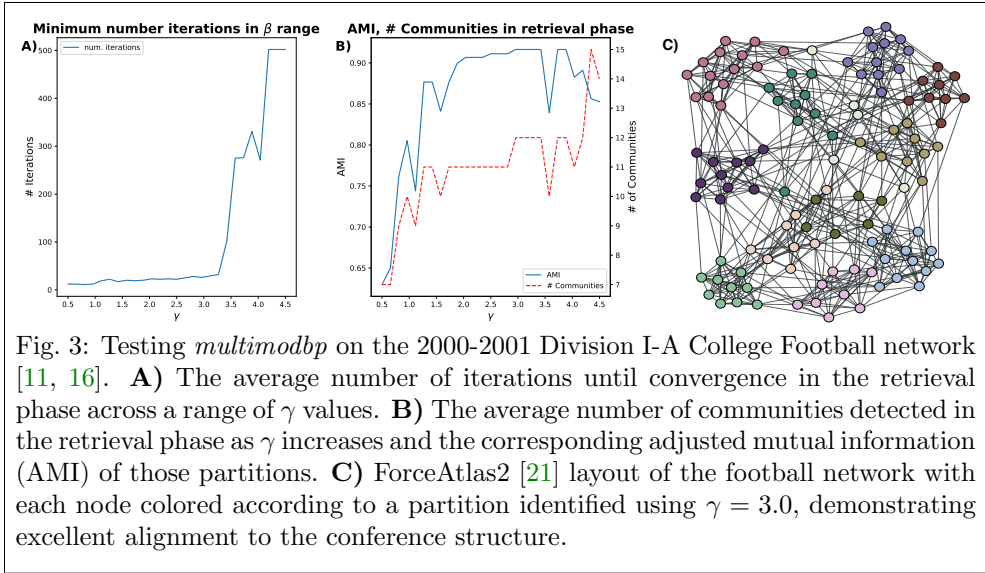 Minimum number iterations in β range
A)
num. iterations
500
400
300
200
100
0
# Iterations
0.5 1.0 1.5 2.0 2.5 3.0 3.5 4.0 4.5
γ
AMI, # Communities in retrieval phase
B)
0.90
0.85
0.80
0.75
0.70
0.65
AMI
15
14
13
12
11
10
9
8
7
# of Communities
AMI
# Communities
0.5 1.0 1.5 2.0 2.5 3.0 3.5 4.0 4.5
γ
C)
Fig. 3: Testing multimodbp on the 2000-2001 Division I-A College Football network
[11, 16]. A) The average number of iterations until convergence in the retrieval
phase across a range of γ values. B) The average number of communities detected in
the retrieval phase as γ increases and the corresponding adjusted mutual information
(AMI) of those partitions. C) ForceAtlas2 [21] layout of the football network with
each node colored according to a partition identified using γ = 3.0, demonstrating
excellent alignment to the conference structure.